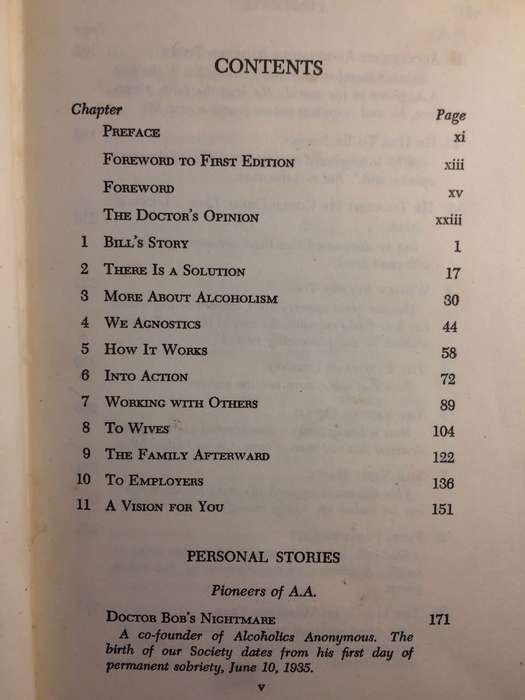 CONTENTS
Chapter Page
PREFACE xi
FOREWORD TO FIRST EDITION xiii
FOREWORD xv
THE DOCTOR'S OPINION xxiii
1 BILL'S STORY 1
2 THERE IS A SOLUTION 17
3 MORE ABOUT ALCOHOLISM 30
4 WE AGNOSTICS 44
5 HOW IT WORKS 58
6 INTO ACTION 72
7 WORKING WITH OTHERS 89
8 TO WIVES 104
9 THE FAMILY AFTERWARD 122
10 TO EMPLOYERS 136
11 A VISION FOR YOU 151
PERSONAL STORIES
Pioneers of A.A.
DOCTOR BOB'S NIGHTMARE 171
A co-founder of Alcoholics Anonymous. The
birth of our Society dates from his first day of
permanent sobriety, June 10, 1935.
v